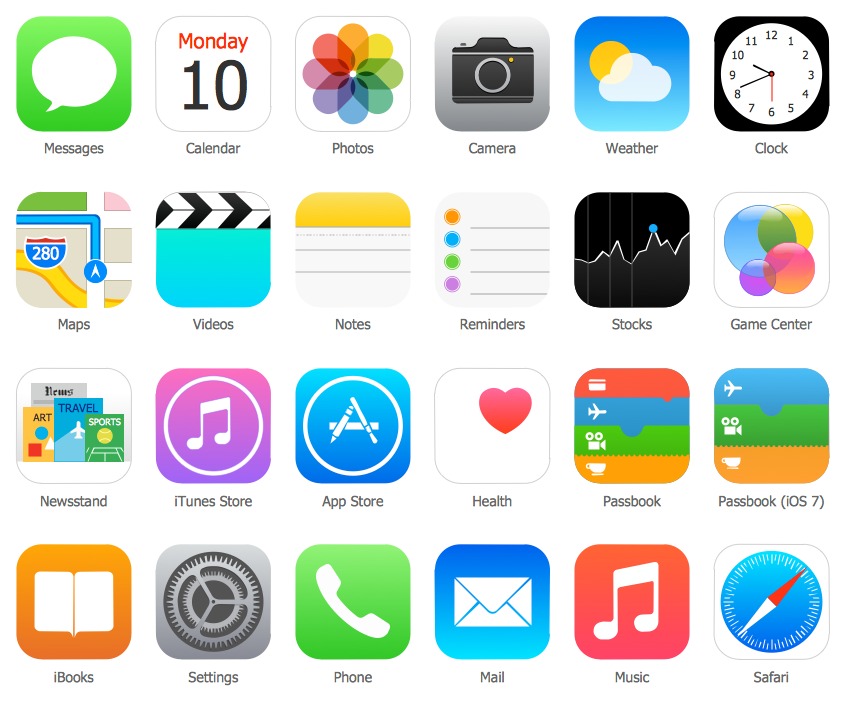 Monday
10
12
11 1
10 2
9 3
8 4
7 5
6
Messages Calendar Photos Camera Weather Clock
280
Maps Videos Notes Reminders Stocks Game Center
News
TRAVEL
ART
SPORTS
Newsstand iTunes Store App Store Health Passbook Passbook (iOS 7)
iBooks Settings Phone Mail Music Safari